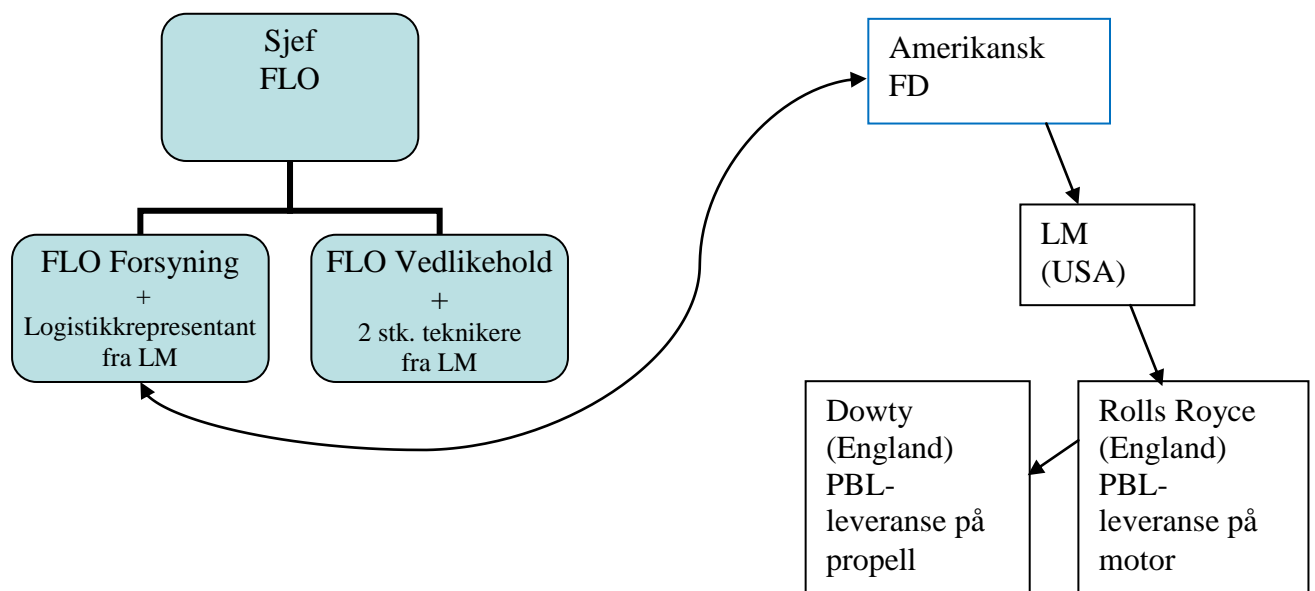 Sjef
FLO
FLO Forsyning
+
Logistikkrepresentant
fra LM
FLO Vedlikehold
+
2 stk. teknikere
fra LM
Amerikansk
FD
LM
(USA)
Dowty
(England)
PBL-
leveranse på
propell
Rolls Royce
(England)
PBL-
leveranse på
motor